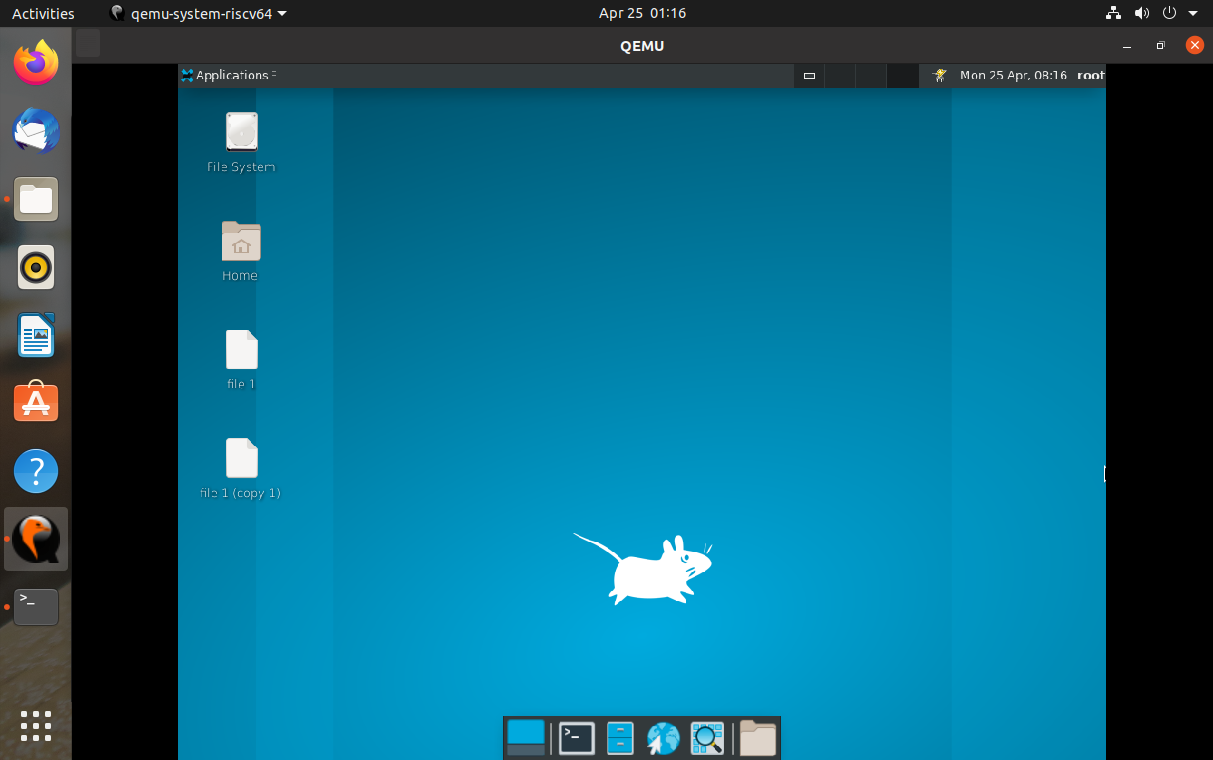 Activities
qemu-system-riscv64
Apr 25 01:16
QEMU
Applications
Mon 25 Apr, 08:16
root
File System
Home
file 1
file 1 (copy 1)